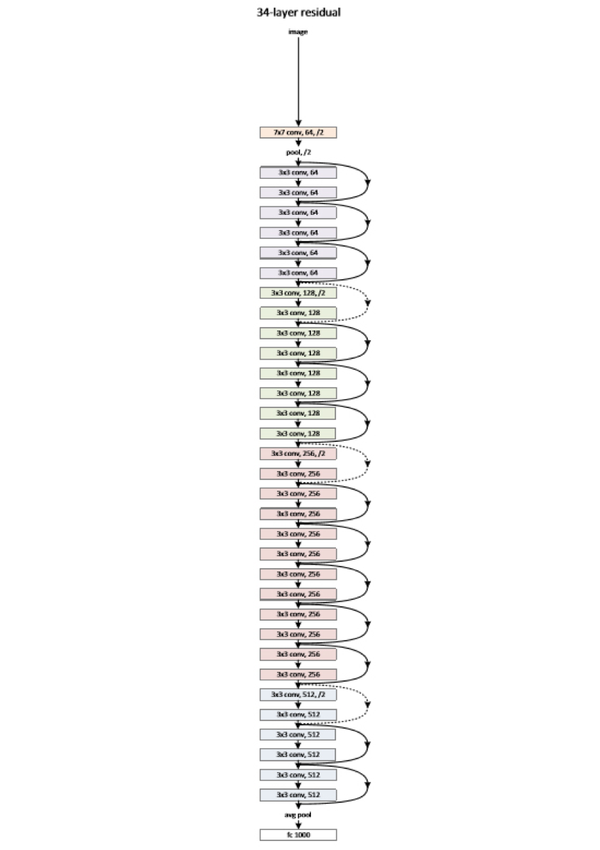 34-layer residual
image
7x7 conv, 64, /2
pool, /2
3x3 conv, 64
3x3 conv, 64
3x3 conv, 64
3x3 conv, 64
3x3 conv, 64
3x3 conv, 64
3x3 conv, 128, /2
3x3 conv, 128
3x3 conv, 128
3x3 conv, 128
3x3 conv, 128
3x3 conv, 128
3x3 conv, 128
3x3 conv, 128
3x3 conv, 256, /2
3x3 conv, 256
3x3 conv, 256
3x3 conv, 256
3x3 conv, 256
3x3 conv, 256
3x3 conv, 256
3x3 conv, 256
3x3 conv, 256
3x3 conv, 256
3x3 conv, 256
3x3 conv, 256
3x3 conv, 512, /2
3x3 conv, 512
3x3 conv, 512
3x3 conv, 512
3x3 conv, 512
3x3 conv, 512
avg pool
fc 1000